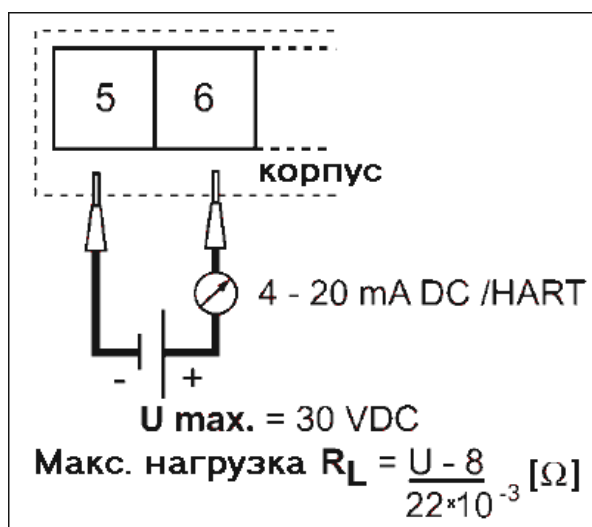 5 6
корпус
4 - 20 mA DC /HART
- +
U max. = 30 VDC
Макс. нагрузка RL = U - 8 / 22*10 -3 [Ω]